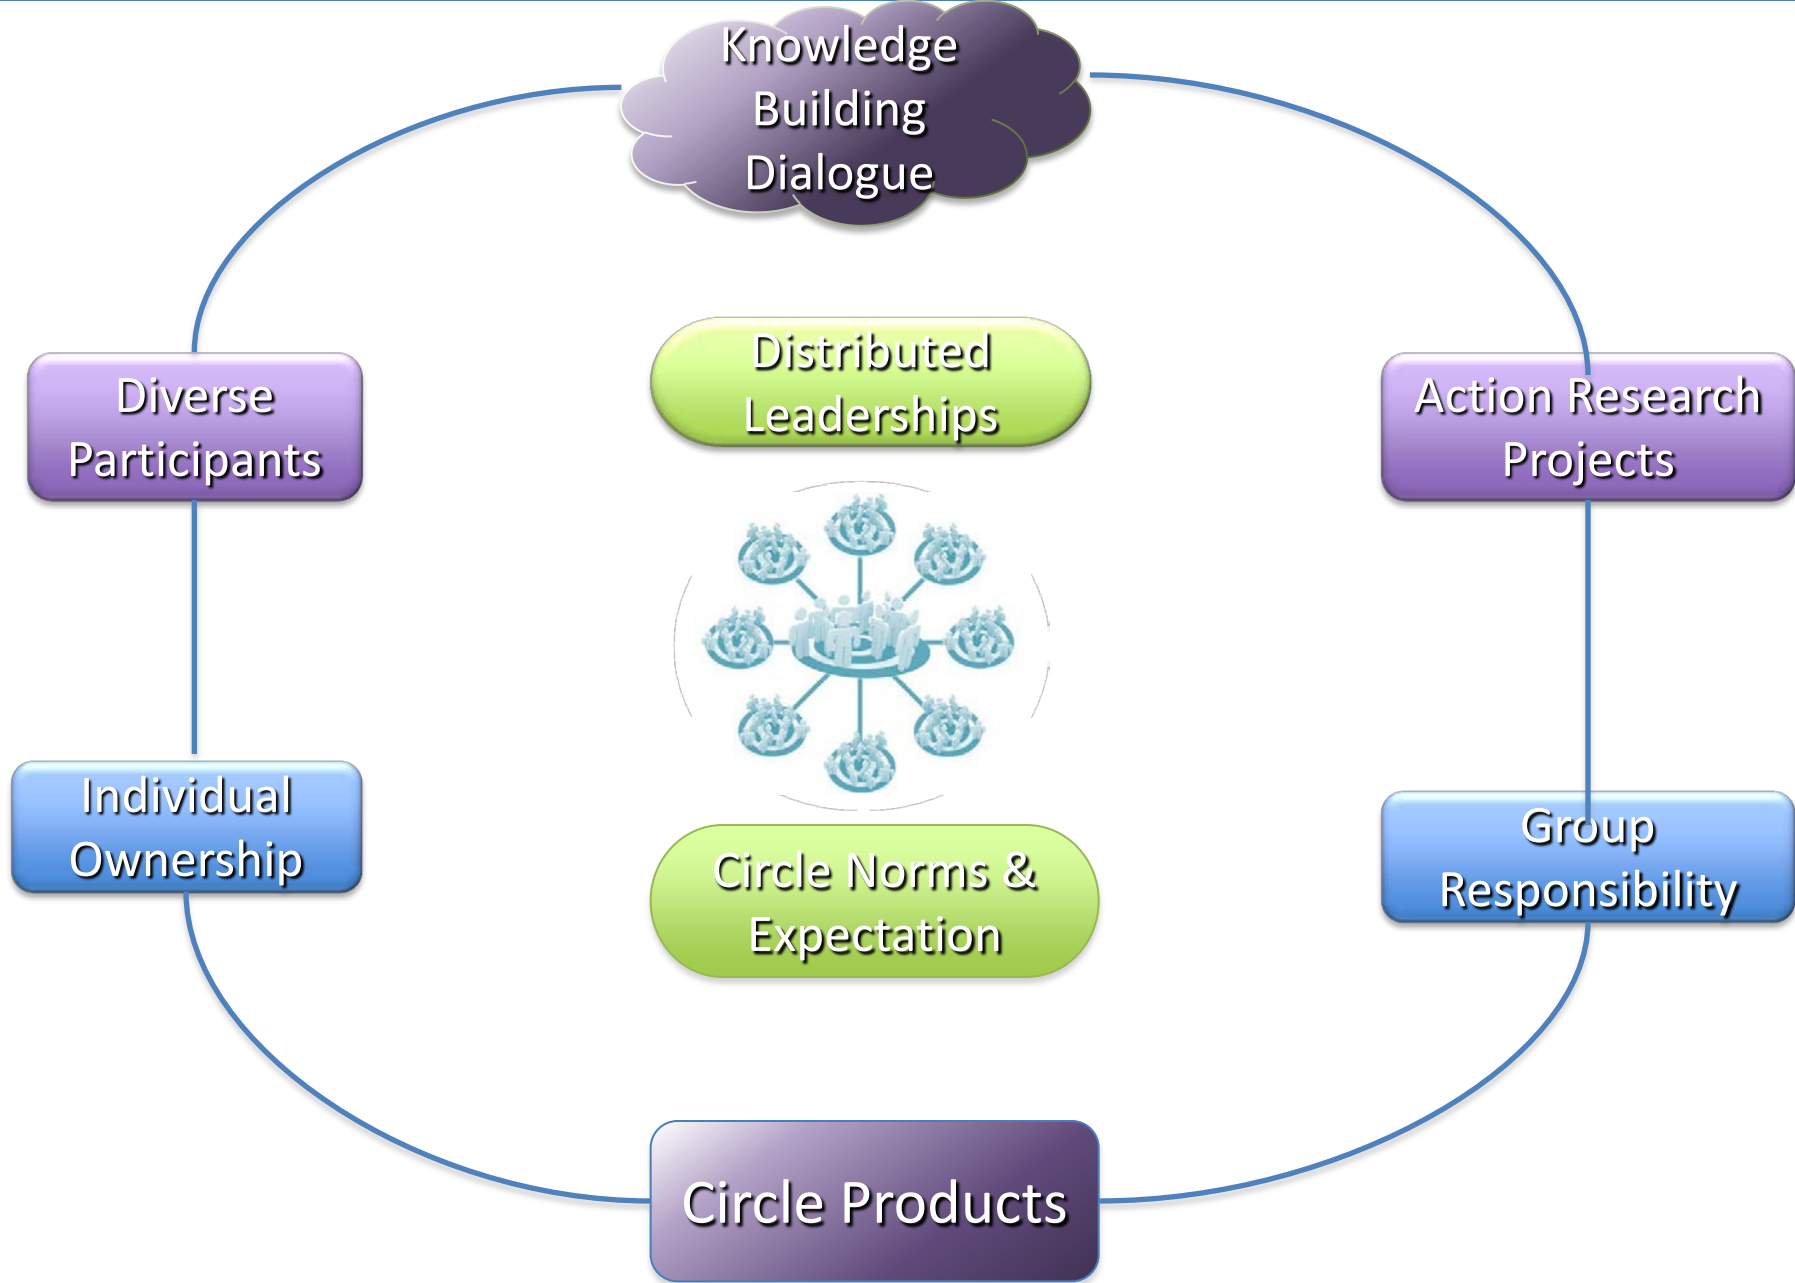 Knowledge
Building
Dialogue
Distributed
Leaderships
Diverse
Participants
Action Research
Projects
Individual
Ownership
Group
Responsibility
Circle Norms &
Expectation
Circle Products